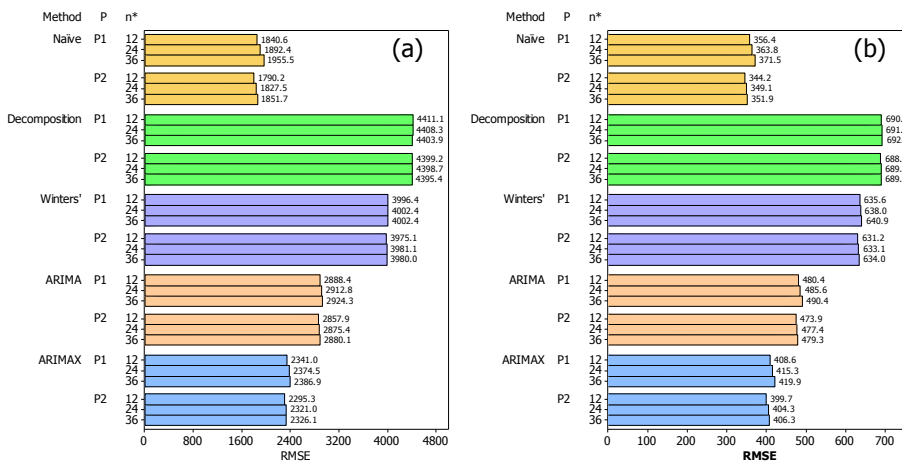 Method P n*
Naïve P1 12 1840.6
24 1892.4
36 1955.5
P2 12 1790.2
24 1827.5
36 1851.7
Decomposition P1 12 4411.1
24 4408.3
36 4403.9
P2 12 4399.2
24 4398.7
36 4395.4
Winters' P1 12 3996.4
24 4002.4
36 4002.4
P2 12 3975.1
24 3981.1
36 3980.0
ARIMA P1 12 2888.4
24 2912.8
36 2924.3
P2 12 2857.9
24 2875.4
36 2880.1
ARIMAX P1 12 2341.0
24 2374.5
36 2386.9
P2 12 2295.3
24 2321.0
36 2326.1
(a)
0 800 1600 2400 3200 4000 4800
RMSE
Method P n*
Naïve P1 12 356.4
24 363.8
36 371.5
P2 12 344.2
24 349.1
36 351.9
Decomposition P1 12 690.
24 691.
36 692.
P2 12 688.
24 689.
36 689.
Winters' P1 12 635.6
24 638.0
36 640.9
P2 12 631.2
24 633.1
36 634.0
ARIMA P1 12 480.4
24 485.6
36 490.4
P2 12 473.9
24 477.4
36 479.3
ARIMAX P1 12 408.6
24 415.3
36 419.9
P2 12 399.7
24 404.3
36 406.3
(b)
0 100 200 300 400 500 600 700
RMSE